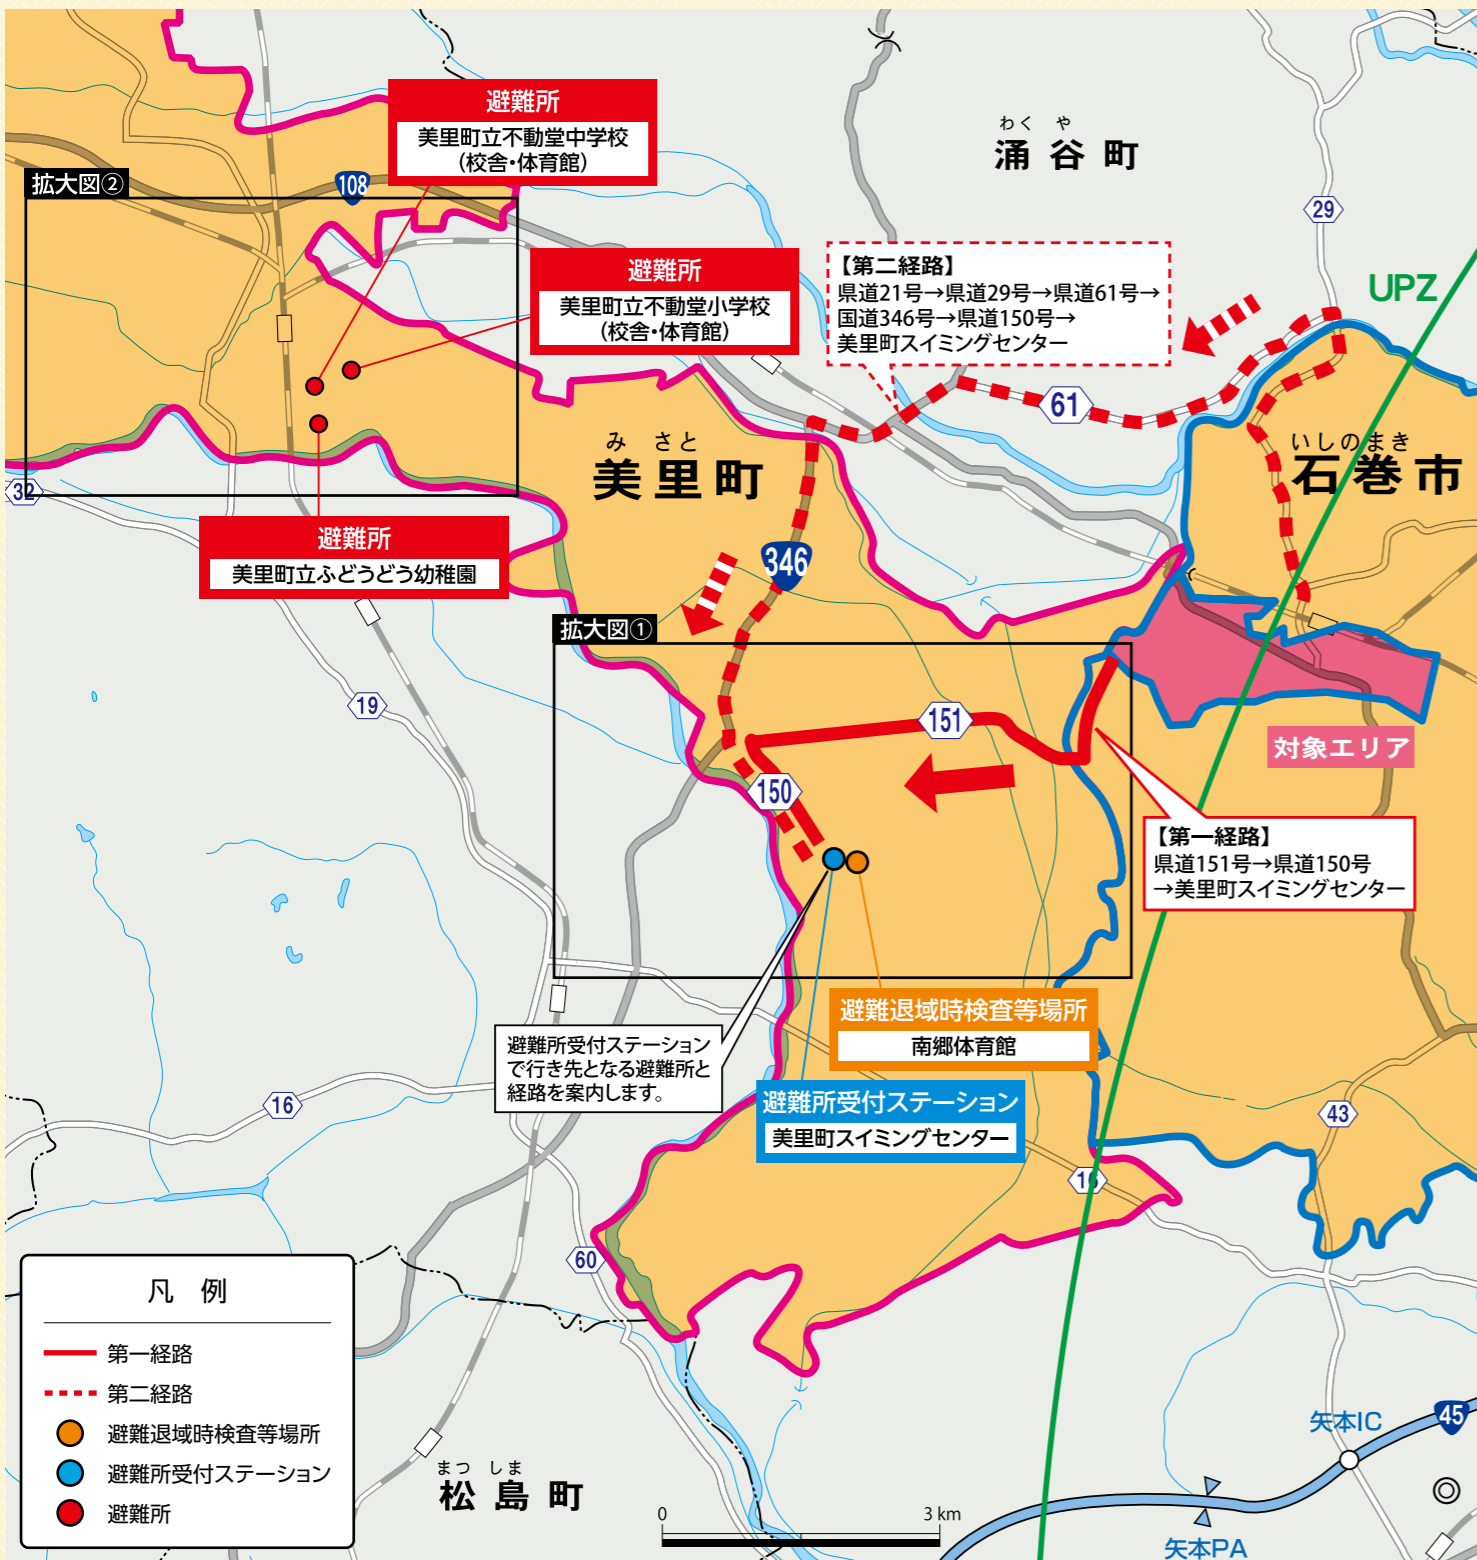 避難所
美里町立不動堂中学校
(校舎・体育館)
拡大図②
108
わくや
涌谷町
29
避難所
美里町立不動堂小学校
(校舎・体育館)
【第二経路】
県道21号→県道29号→県道61号→
国道346号→県道150号→
美里町スイミングセンター
UPZ
61
みさと
美里町
いしのまき
石巻市
32
避難所
美里町立ふどうどう幼稚園
346
拡大図①
19
151
対象エリア
150
【第一経路】
県道151号→県道150号
→美里町スイミングセンター
避難退域時検査等場所
南郷体育館
避難所受付ステーション
で行き先となる避難所と
経路を案内します。
避難所受付ステーション
美里町スイミングセンター
16
43
16
60
凡例
第一経路
第二経路
避難退域時検査等場所
避難所受付ステーション
避難所
まつしま
松島町
0
3 km
矢本IC
45
矢本PA